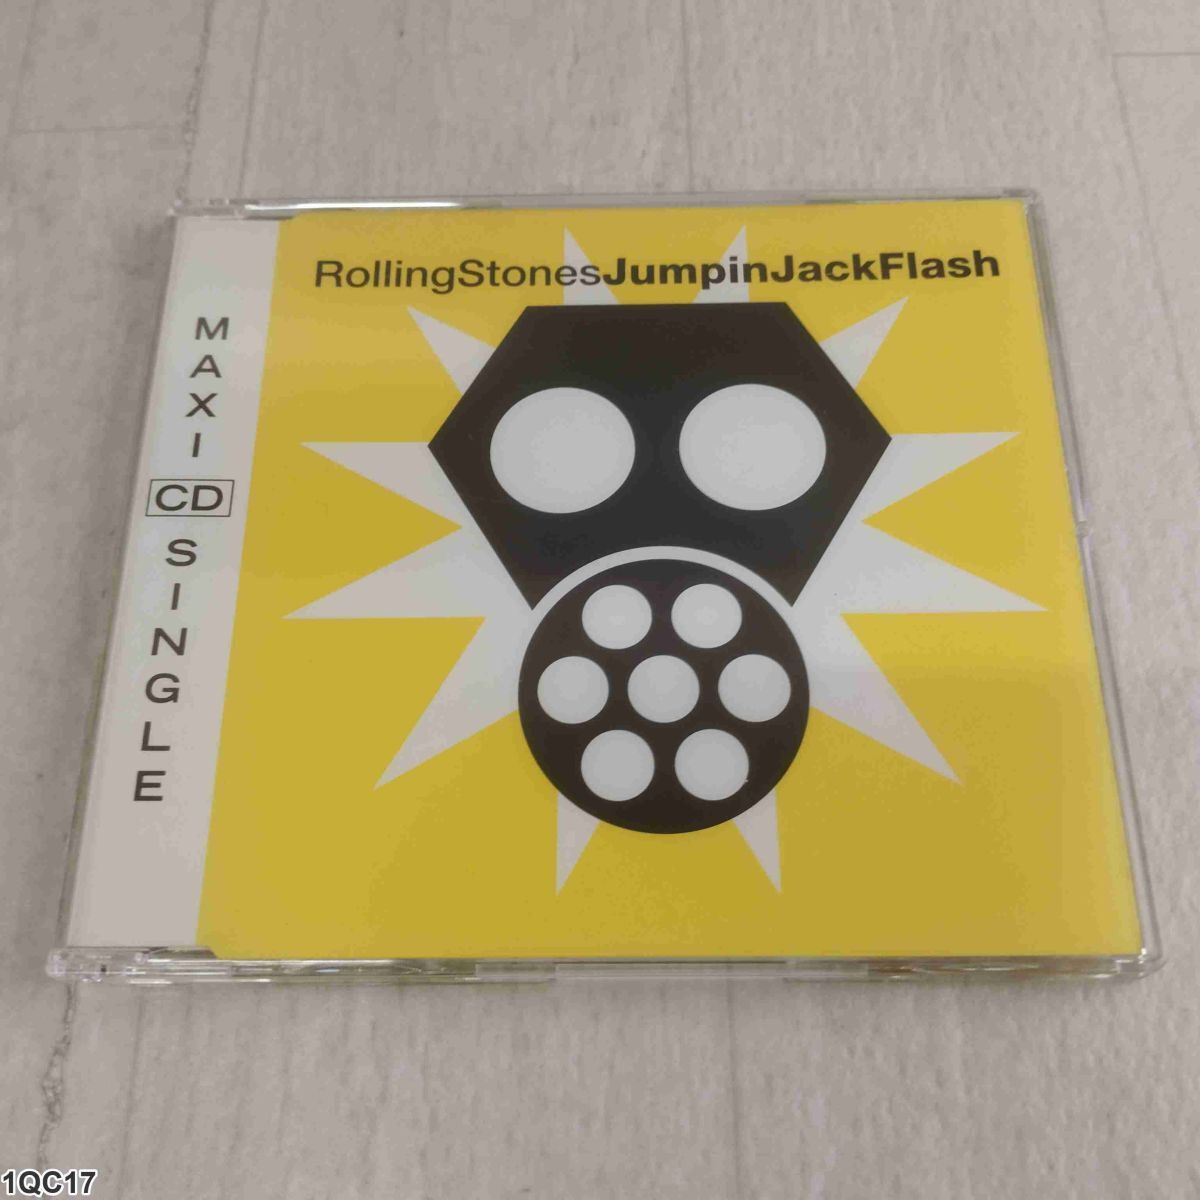 RollingStonesJumpinJackFlash
MAXI CD SINGLE
1QC17